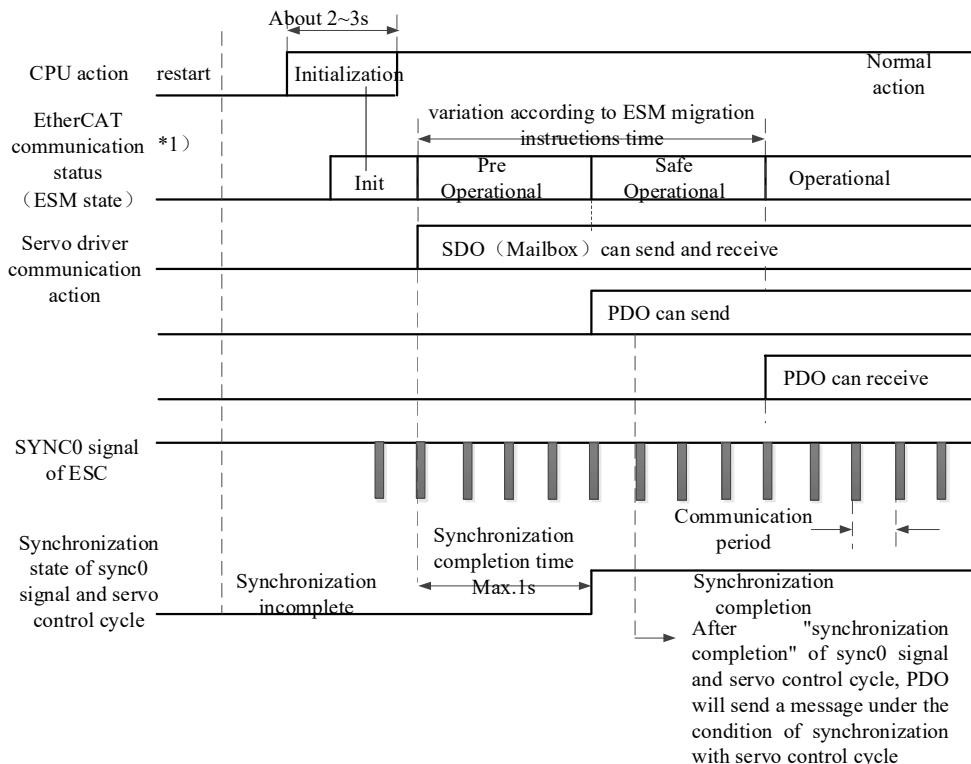 About 2~3s
CPU action
restart
Initialization
Normal
action
EtherCAT
communication
status
（ESM state）
*1）
variation according to ESM migration
instructions time
Init
Pre
Operational
Safe
Operational
Operational
Servo driver
communication
action
SDO（Mailbox）can send and receive
PDO can send
PDO can receive
SYNC0 signal
of ESC
Communication
period
Synchronization
state of sync0
signal and servo
control cycle
Synchronization
incomplete
Synchronization
completion time
Max.1s
Synchronization
completion
After "synchronization
completion" of sync0 signal
and servo control cycle, PDO
will send a message under the
condition of synchronization
with servo control cycle